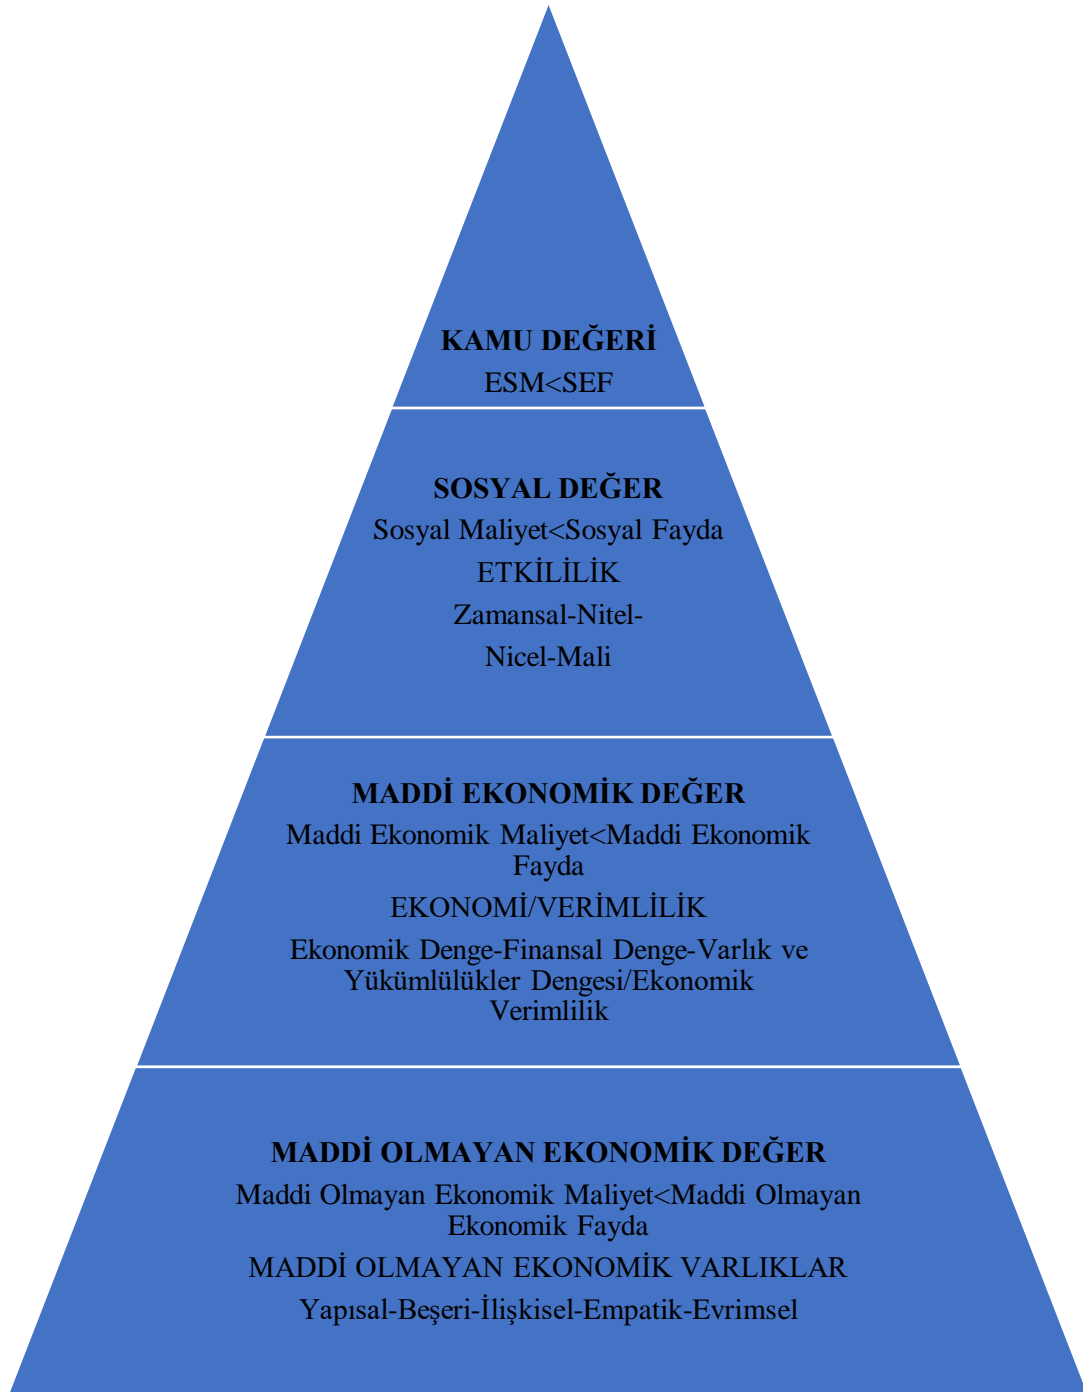 KAMU DEĞERİ
ESM<SEF
SOSYAL DEĞER
Sosyal Maliyet<Sosyal Fayda
ETKİLİLİK
Zamansal-Nitel-
Nicel-Mali
MADDİ EKONOMİK DEĞER
Maddi Ekonomik Maliyet<Maddi Ekonomik
Fayda
EKONOMİ/VERİMLİLİK
Ekonomik Denge-Finansal Denge-Varlık ve
Yükümlülükler Dengesi/Ekonomik
Verimlilik
MADDİ OLMAYAN EKONOMİK DEĞER
Maddi Olmayan Ekonomik Maliyet<Maddi Olmayan
Ekonomik Fayda
MADDİ OLMAYAN EKONOMİK VARLIKLAR
Yapısal-Beşeri-İlişkisel-Empatik-Evrimsel